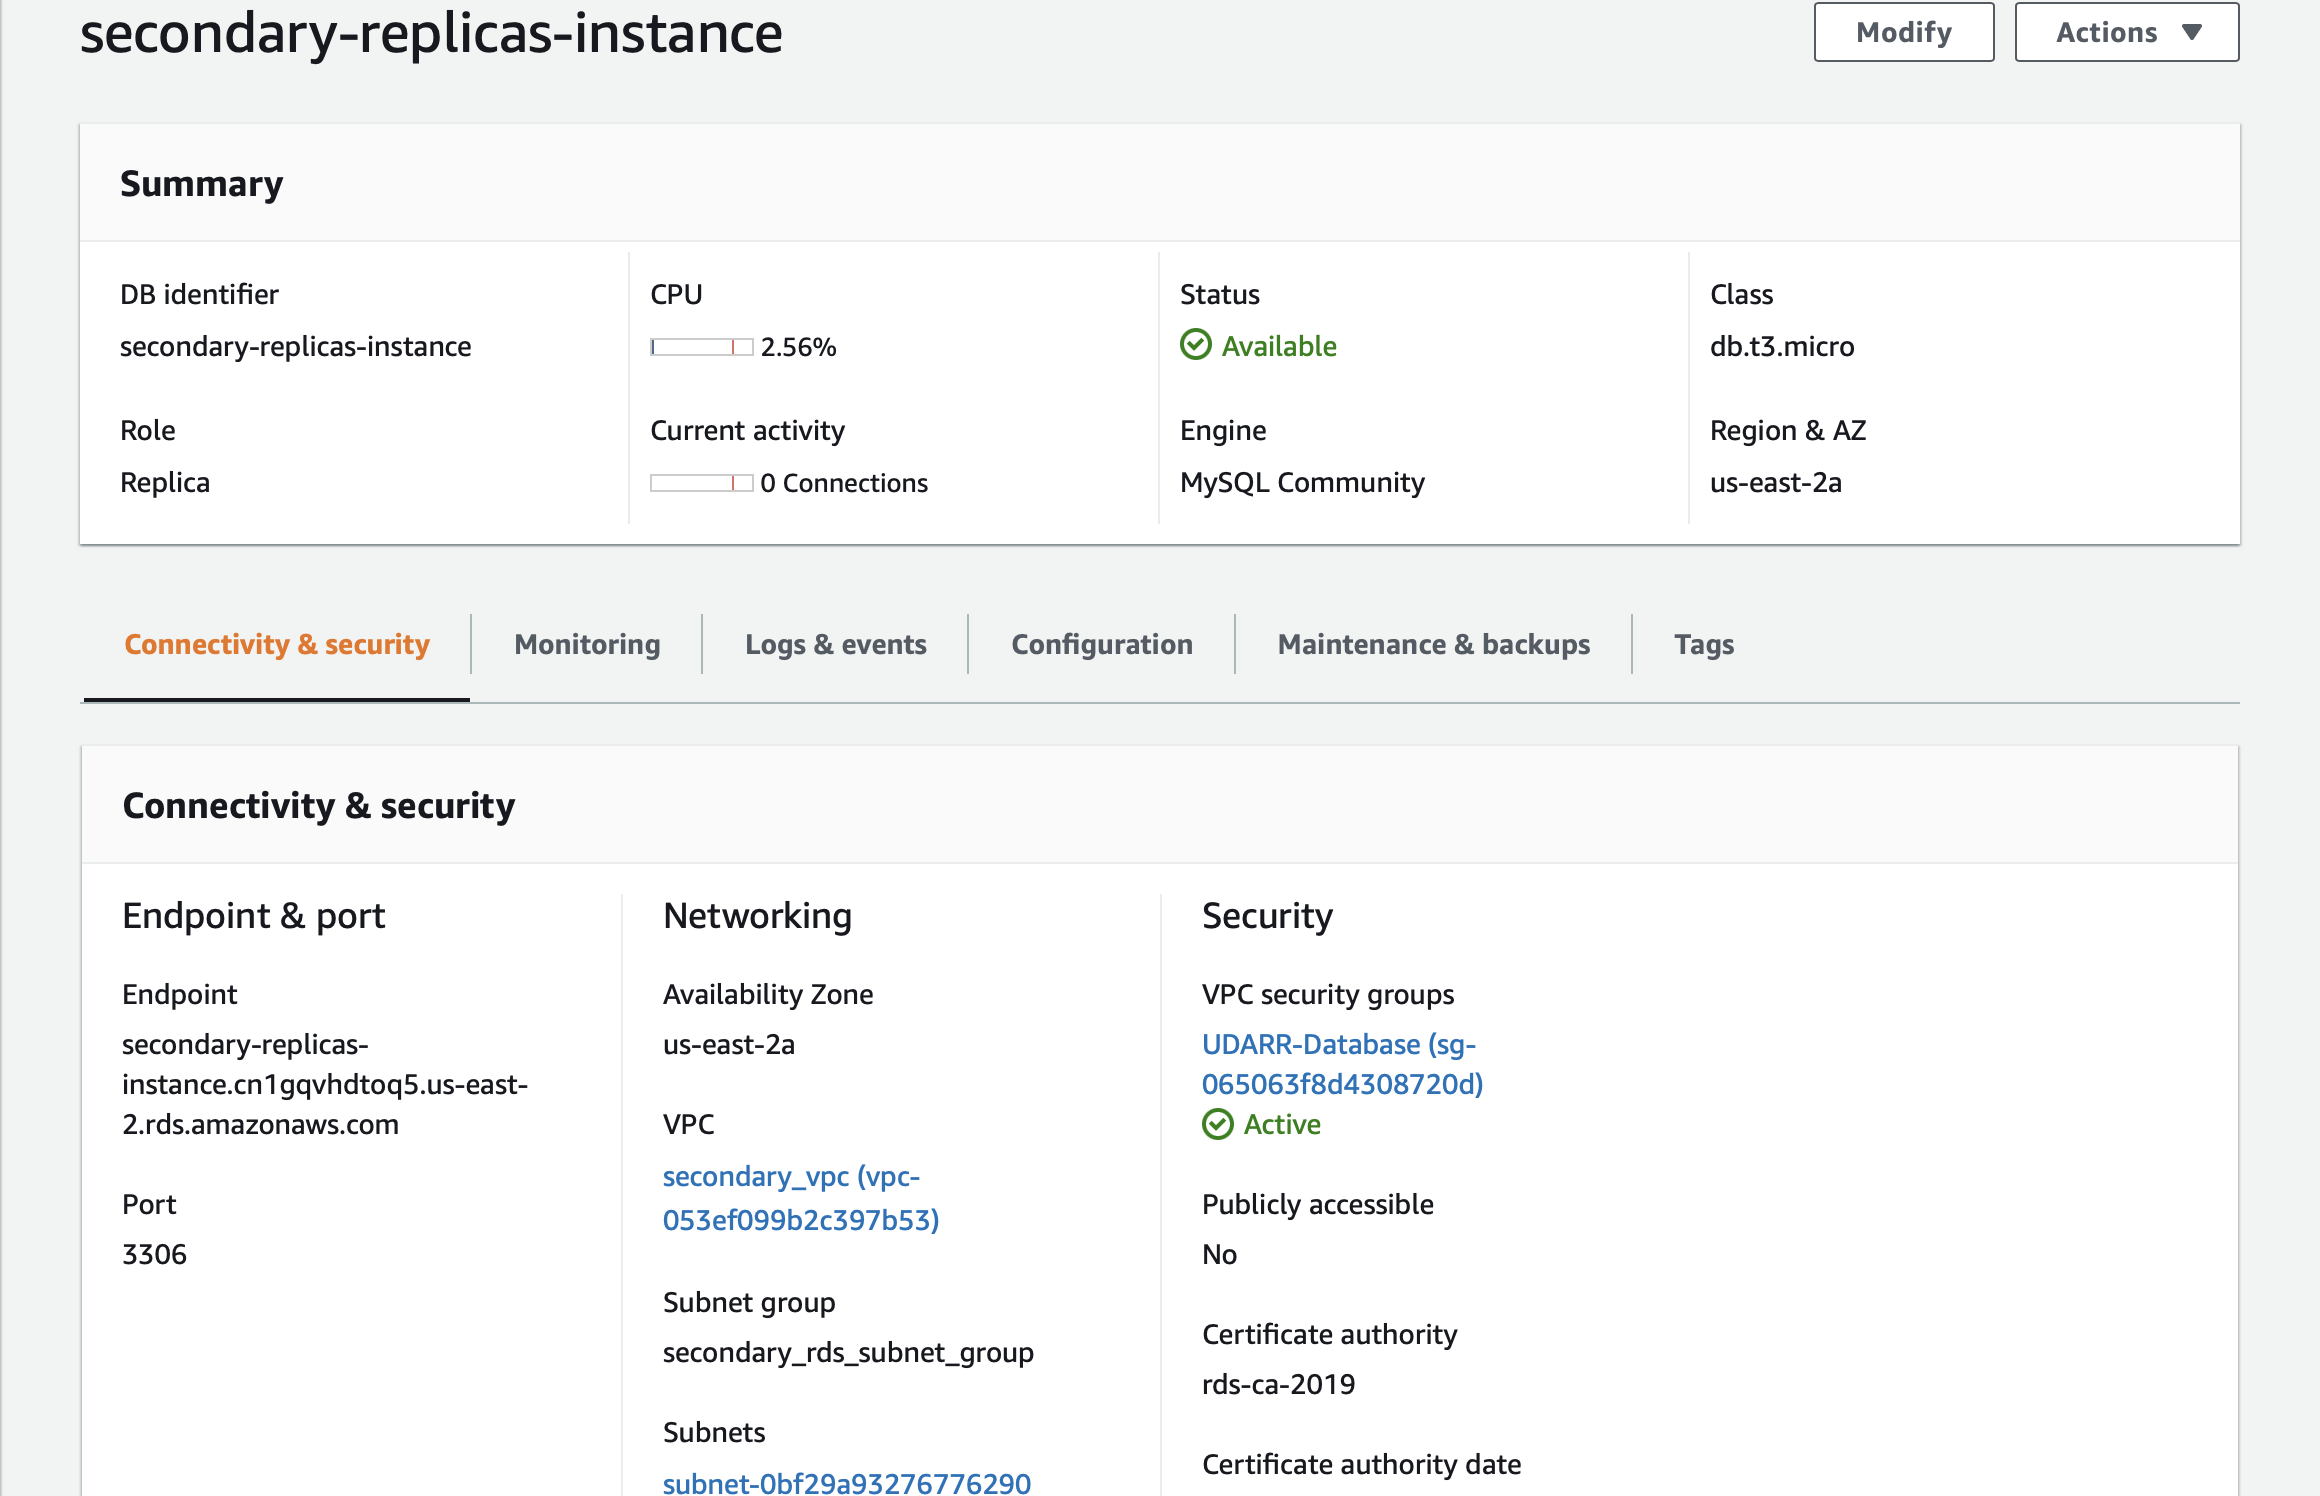 secondary-replicas-instance
Modify
Actions
Summary
DB identifier
secondary-replicas-instance
CPU
2.56%
Status
Available
Class
db.t3.micro
Role
Replica
Current activity
0 Connections
Engine
MySQL Community
Region & AZ
us-east-2a
Connectivity & security
Monitoring
Logs & events
Configuration
Maintenance & backups
Tags
Connectivity & security
Endpoint & port
Endpoint
secondary-replicas-
instance.cn1gqvhdtoq5.us-east-
2.rds.amazonaws.com
Port
3306
Networking
Availability Zone
us-east-2a
VPC
secondary_vpc (vpc-
053ef099b2c397b53)
Subnet group
secondary_rds_subnet_group
Subnets
subnet-0bf29a93276776290
Security
VPC security groups
UDARR-Database (sg-
065063f8d4308720d)
Active
Publicly accessible
No
Certificate authority
rds-ca-2019
Certificate authority date